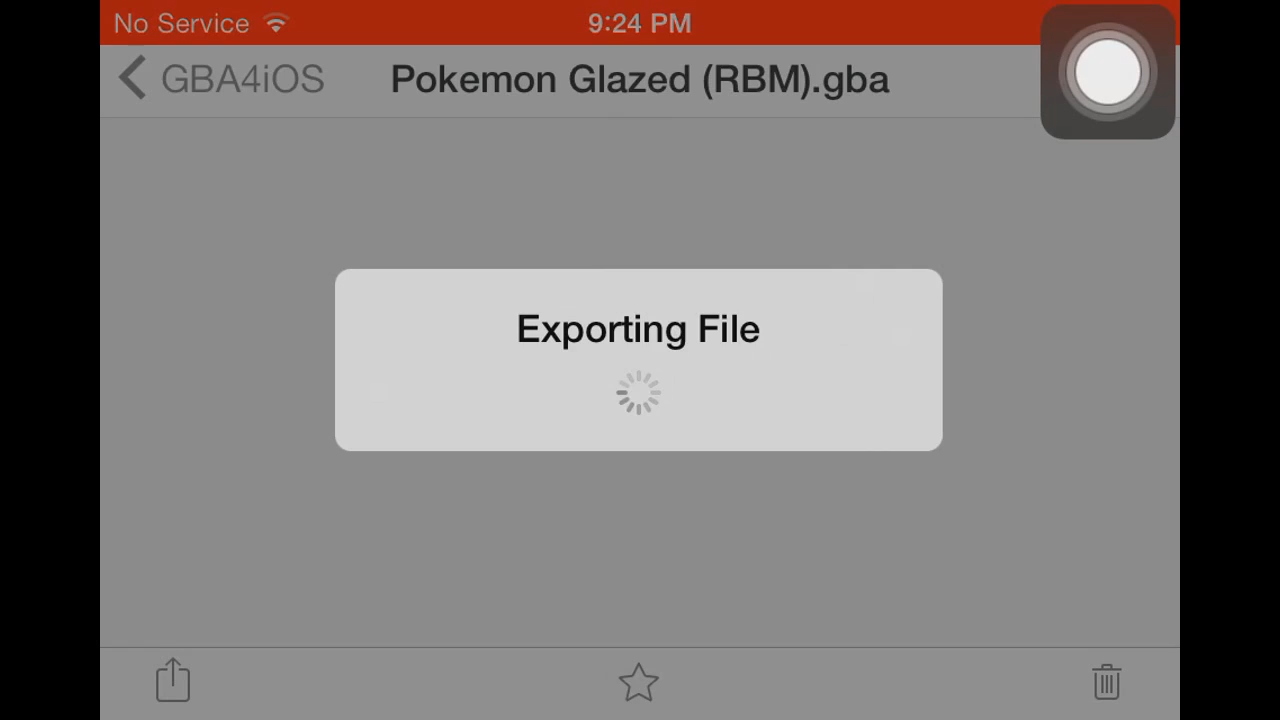 No Service 9:24 PM
GBA4iOS Pokemon Glazed (RBM).gba
Exporting File